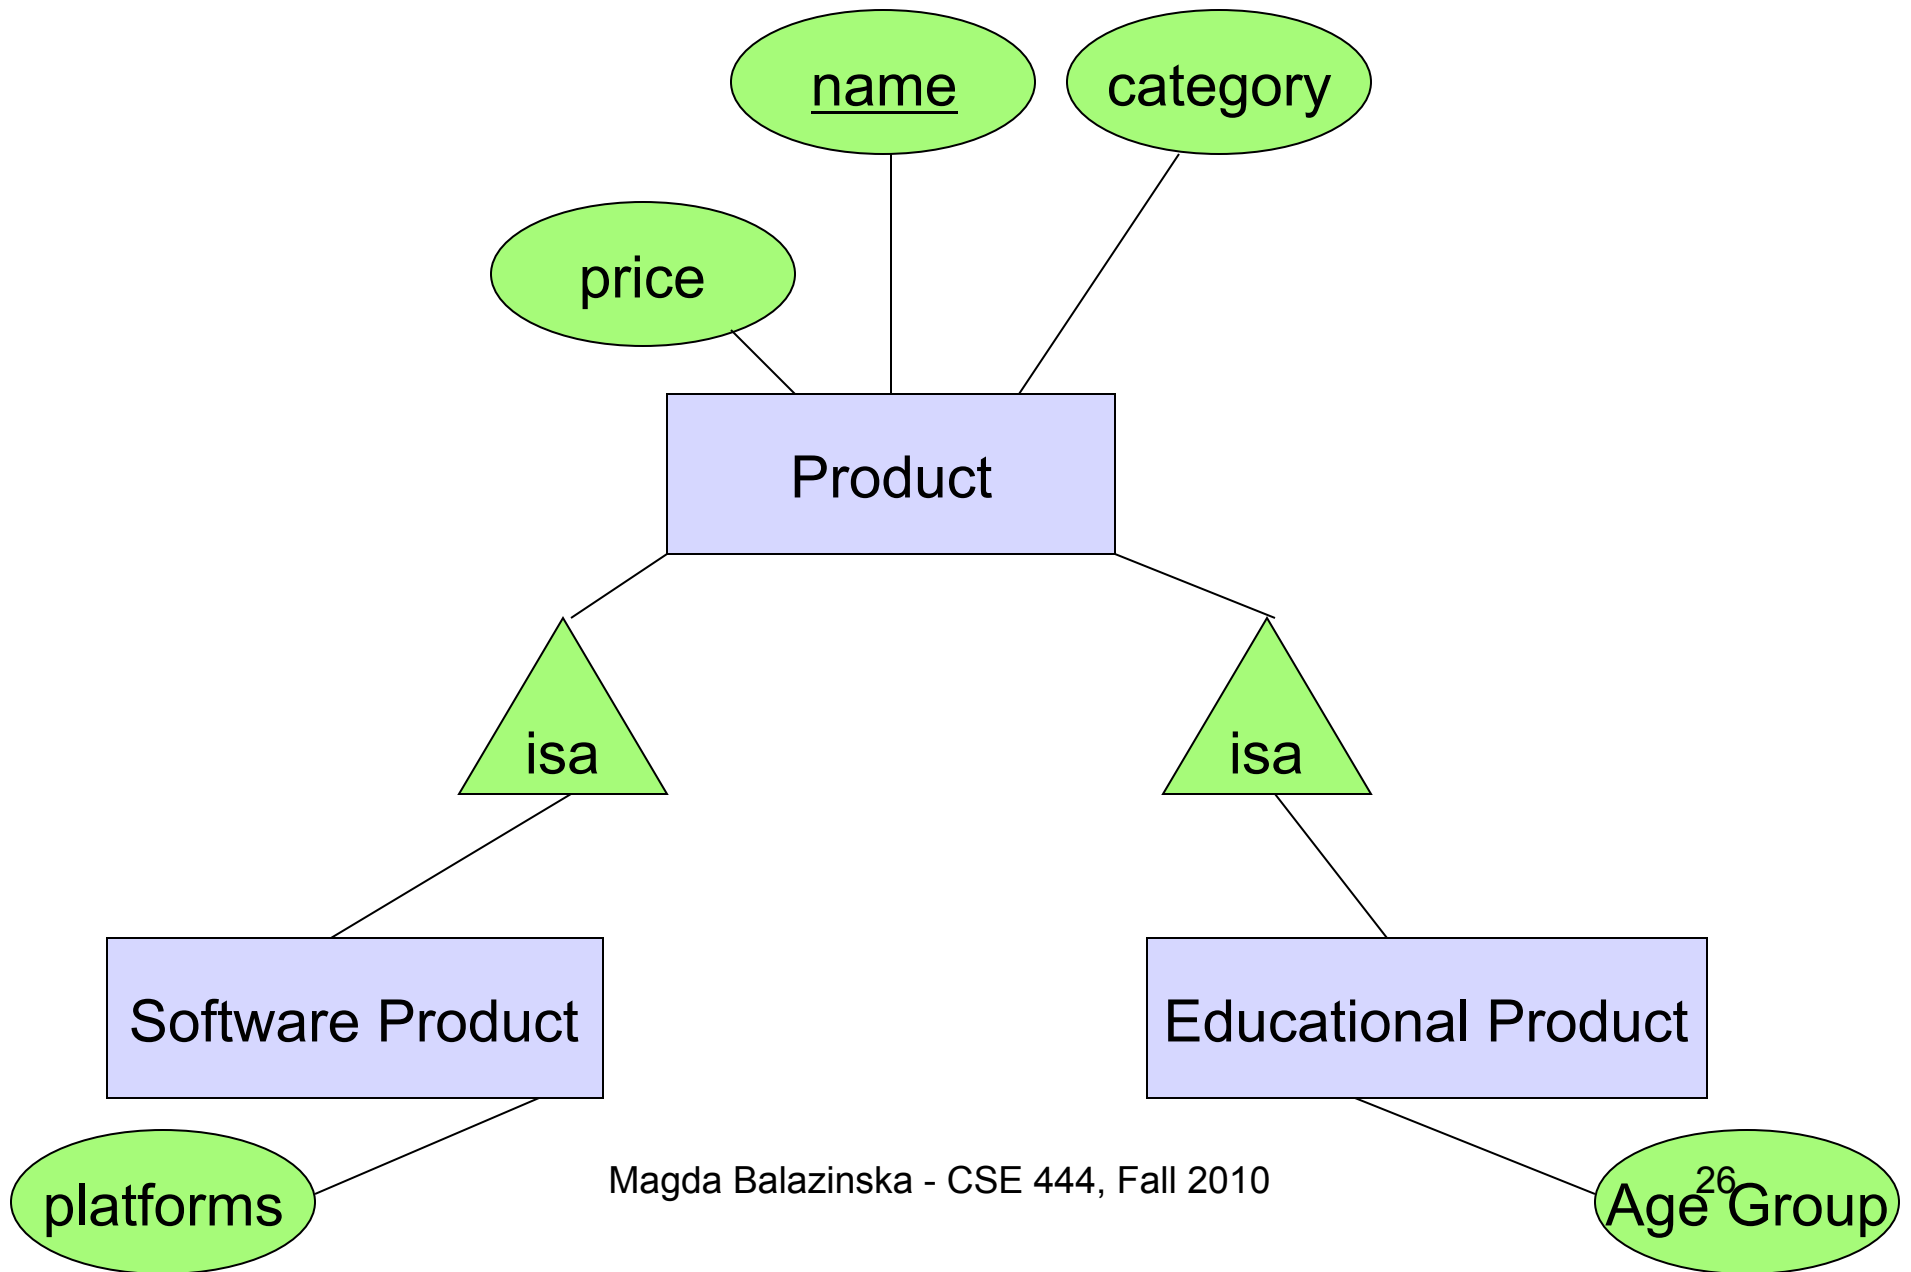 name
category
price
Product
isa
isa
Software Product
Educational Product
platforms
Magda Balazinska - CSE 444, Fall 2010
26
Age Group